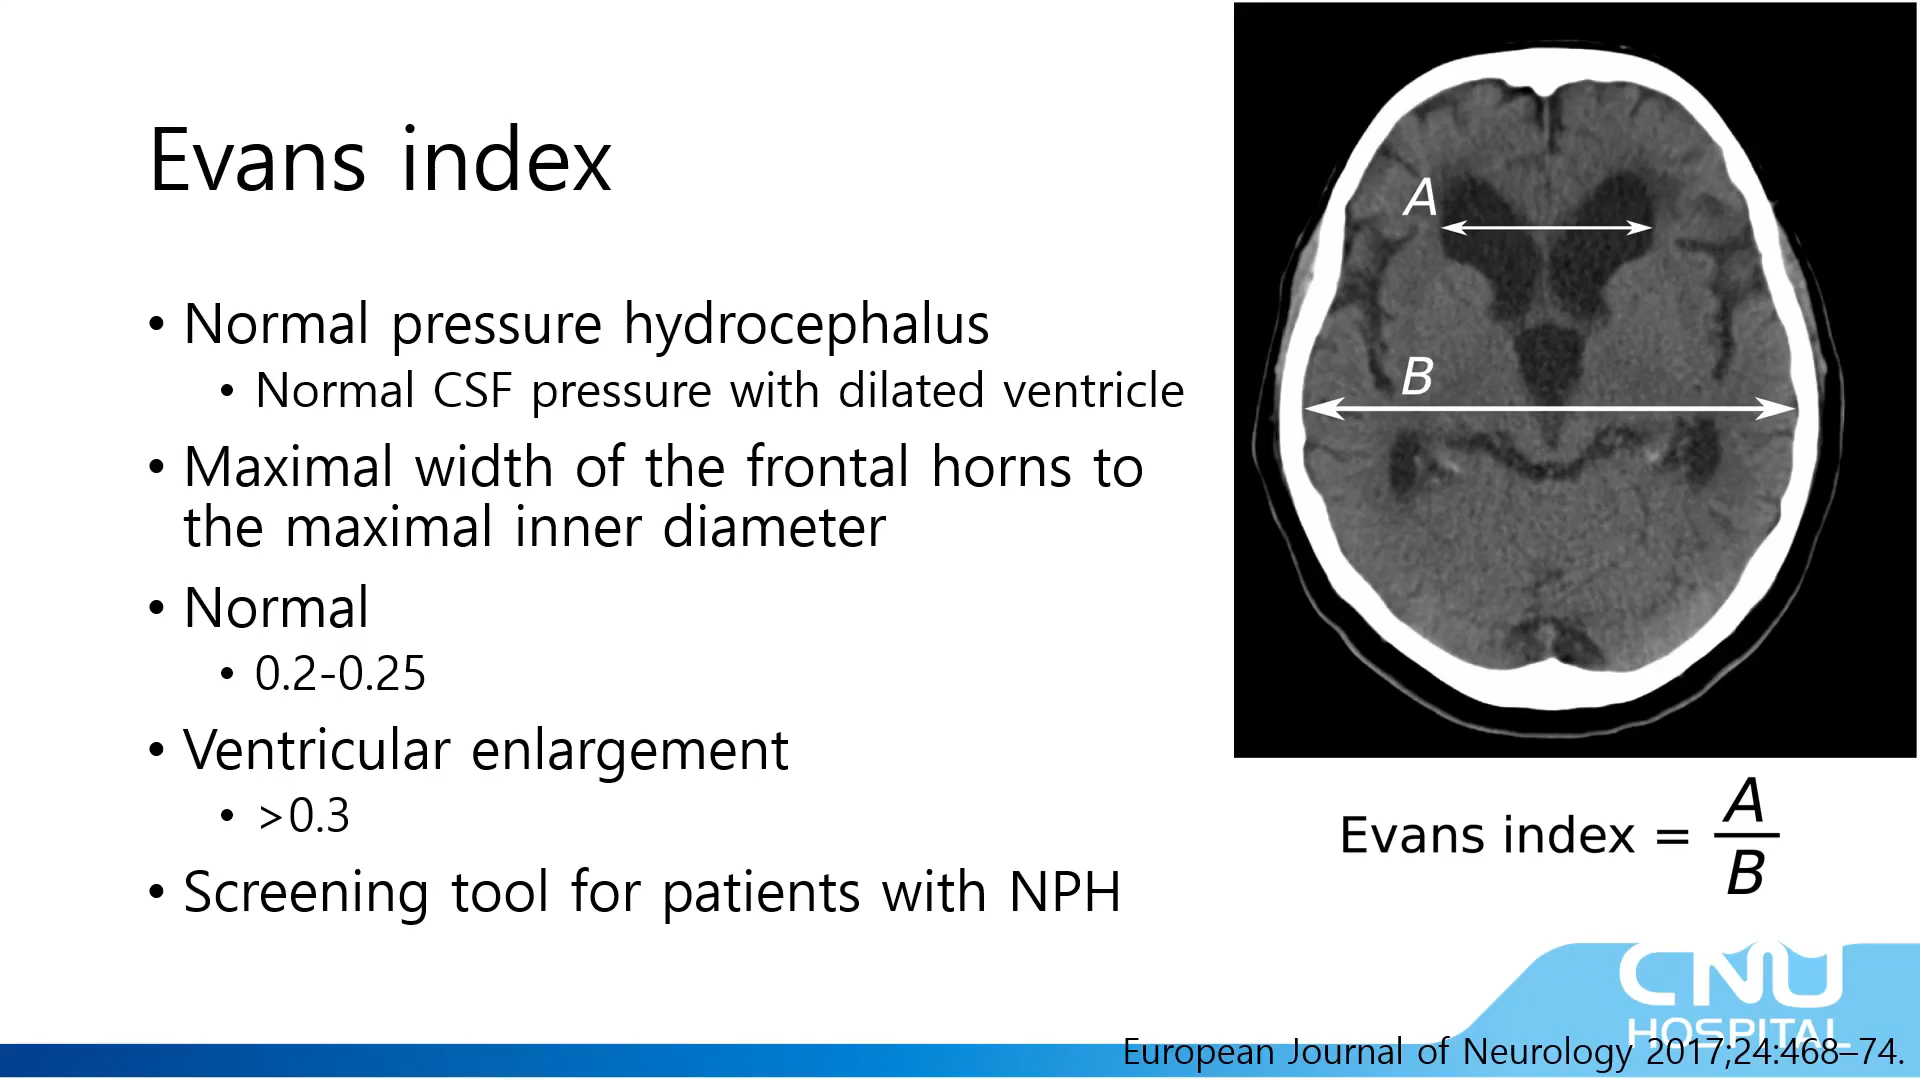 Evans index
• Normal pressure hydrocephalus
• Normal CSF pressure with dilated ventricle
• Maximal width of the frontal horns to
the maximal inner diameter
• Normal
• 0.2-0.25
• Ventricular enlargement
• >0.3
• Screening tool for patients with NPH
A
B
Evans index = A
B
CNU
HOSPITAL
European Journal of Neurology 2017;24:468–74.